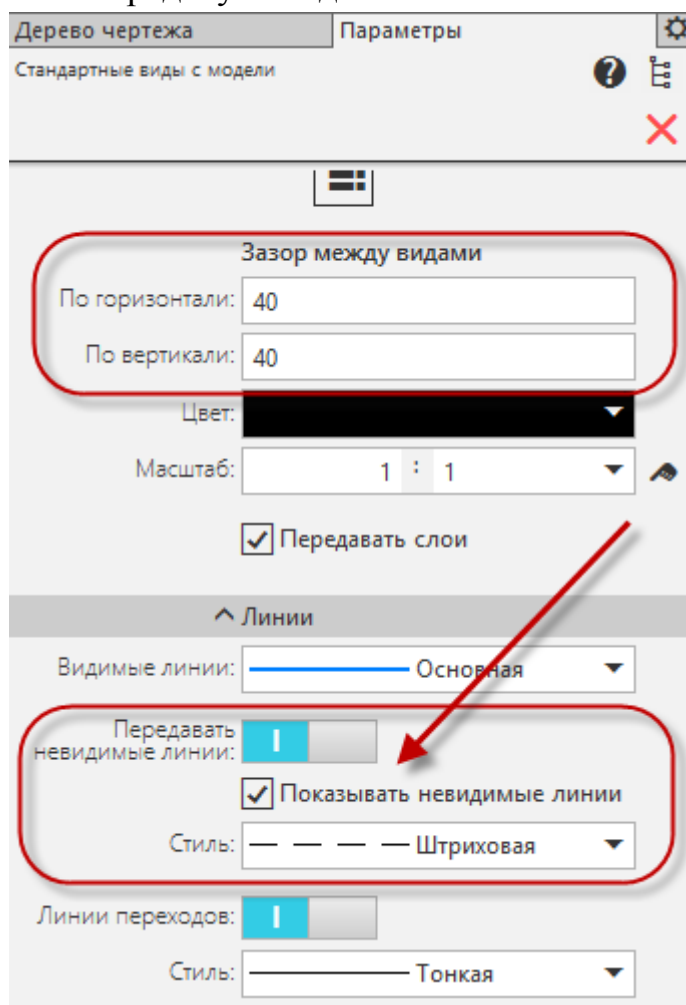 Дерево чертежа Параметры
Стандартные виды с модели
Зазор между видами
По горизонтали: 40
По вертикали: 40
Цвет:
Масштаб: 1 : 1
Передавать слои
Линии
Видимые линии: Основная
Передавать
невидимые линии:
Показывать невидимые линии
Стиль: Штриховая
Линии переходов:
Стиль: Тонкая